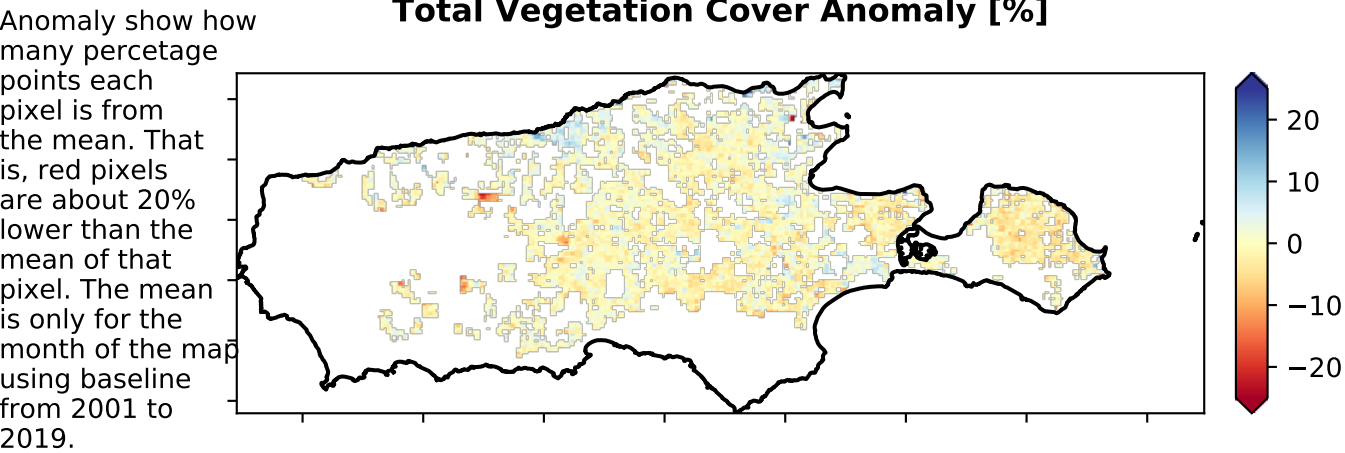 Total Vegetation Cover Anomaly [%]
Anomaly show how
many percetage
points each
pixel is from
the mean. That
is, red pixels
are about 20%
lower than the
mean of that
pixel. The mean
is only for the
month of the map
using baseline
from 2001 to
2019.
20
10
0
−10
−20